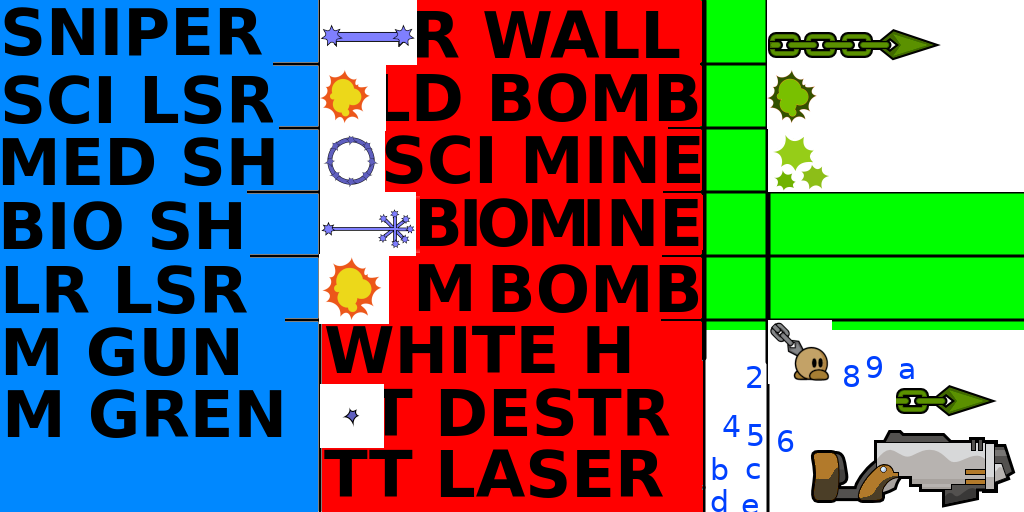 SNIPER
SCI LSR
MED SH
BIO SH
LR LSR
M GUN
M GREN
R WALL
LD BOMB
SCI MINE
BIOMINE
M BOMB
WHITE H
T DESTR
TT LASER
2
4 5 6
8 9 a
b c
d e